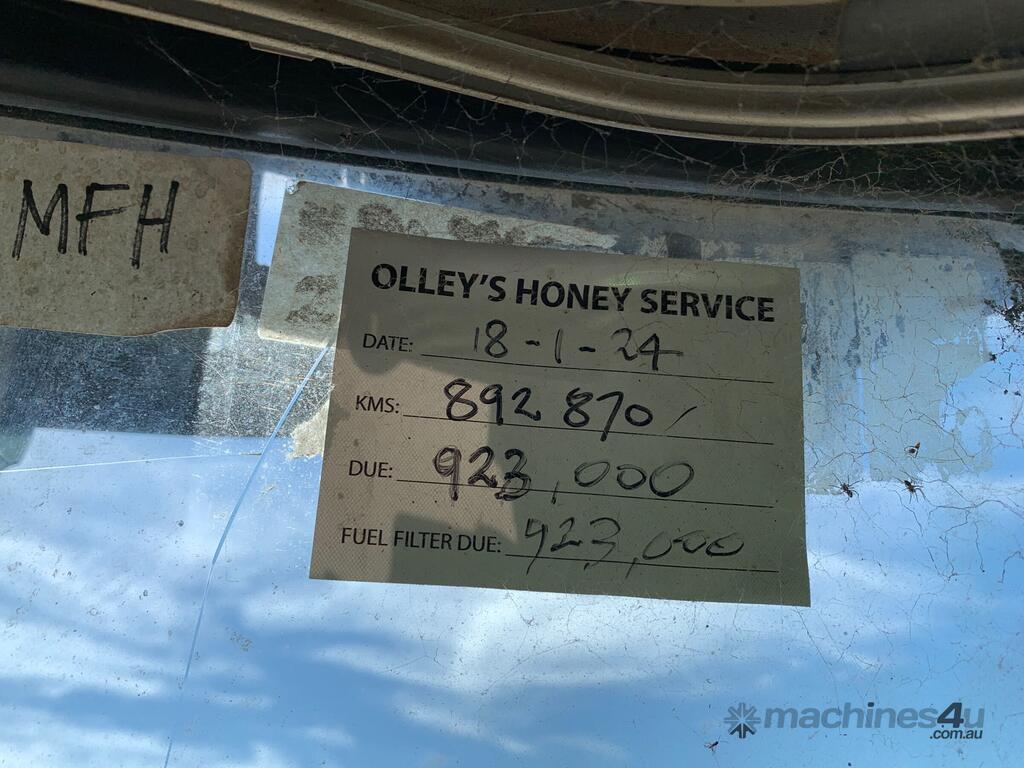 MFH
OLLEY'S HONEY SERVICE
DATE: 18-1-24
KMS: 892 870
DUE: 923,000
FUEL FILTER DUE: 923,000
machines4u
.com.au